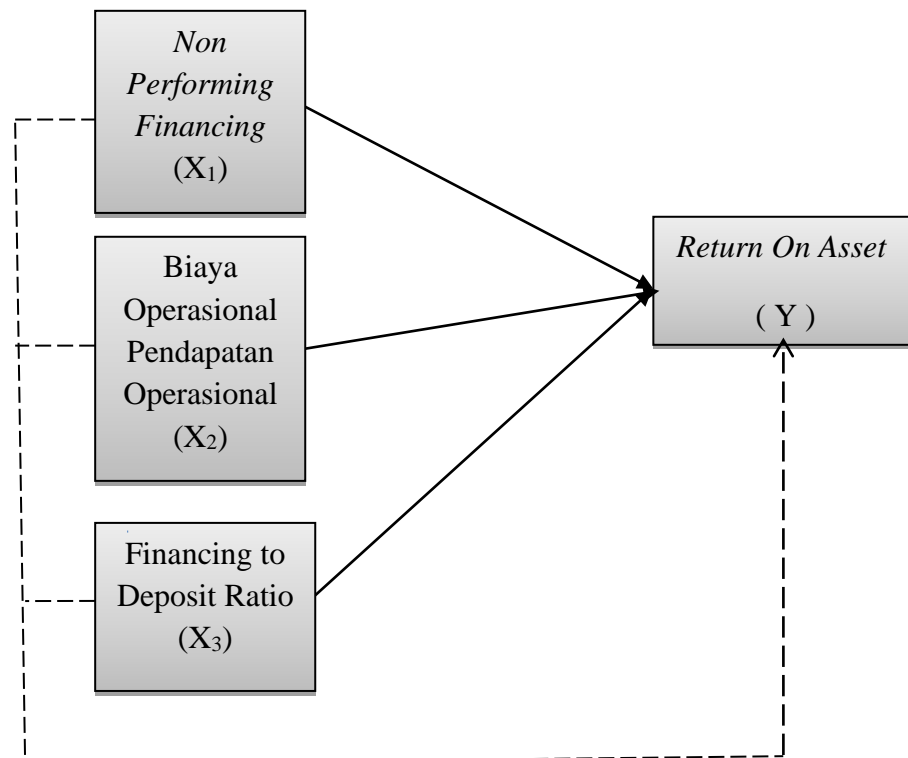 Non
Performing
Financing
(X₁)
Biaya
Operasional
Pendapatan
Operasional
(X₂)
Financing to
Deposit Ratio
(X₃)
Return On Asset
( Y )